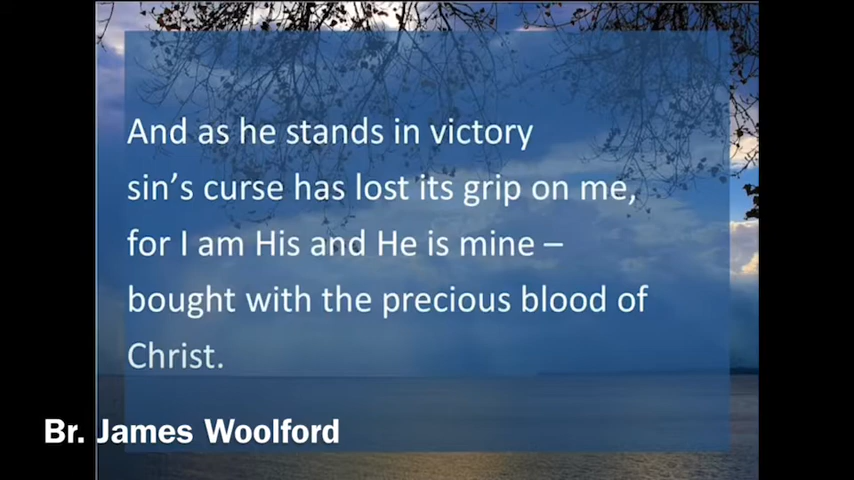 And as he stands in victory
sin’s curse has lost its grip on me,
for I am His and He is mine –
bought with the precious blood of
Christ.
Br. James Woolford